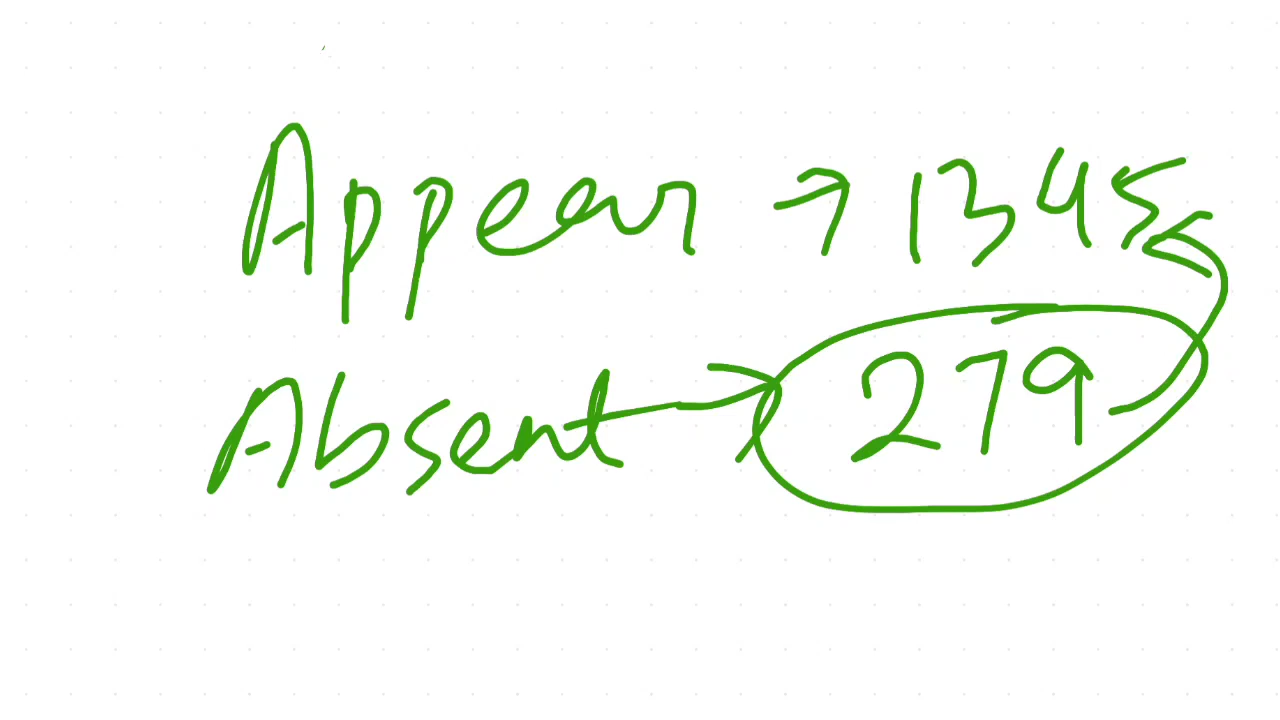 Appear → 1345
Absent → 279